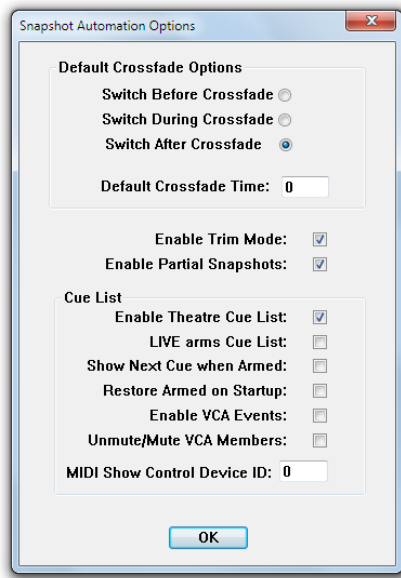 Snapshot Automation Options
Default Crossfade Options
Switch Before Crossfade
Switch During Crossfade
Switch After Crossfade
Default Crossfade Time: 0
Enable Trim Mode:
Enable Partial Snapshots:
Cue List
Enable Theatre Cue List:
LIVE arms Cue List:
Show Next Cue when Armed:
Restore Armed on Startup:
Enable VCA Events:
Unmute/Mute VCA Members:
MIDI Show Control Device ID: 0
OK